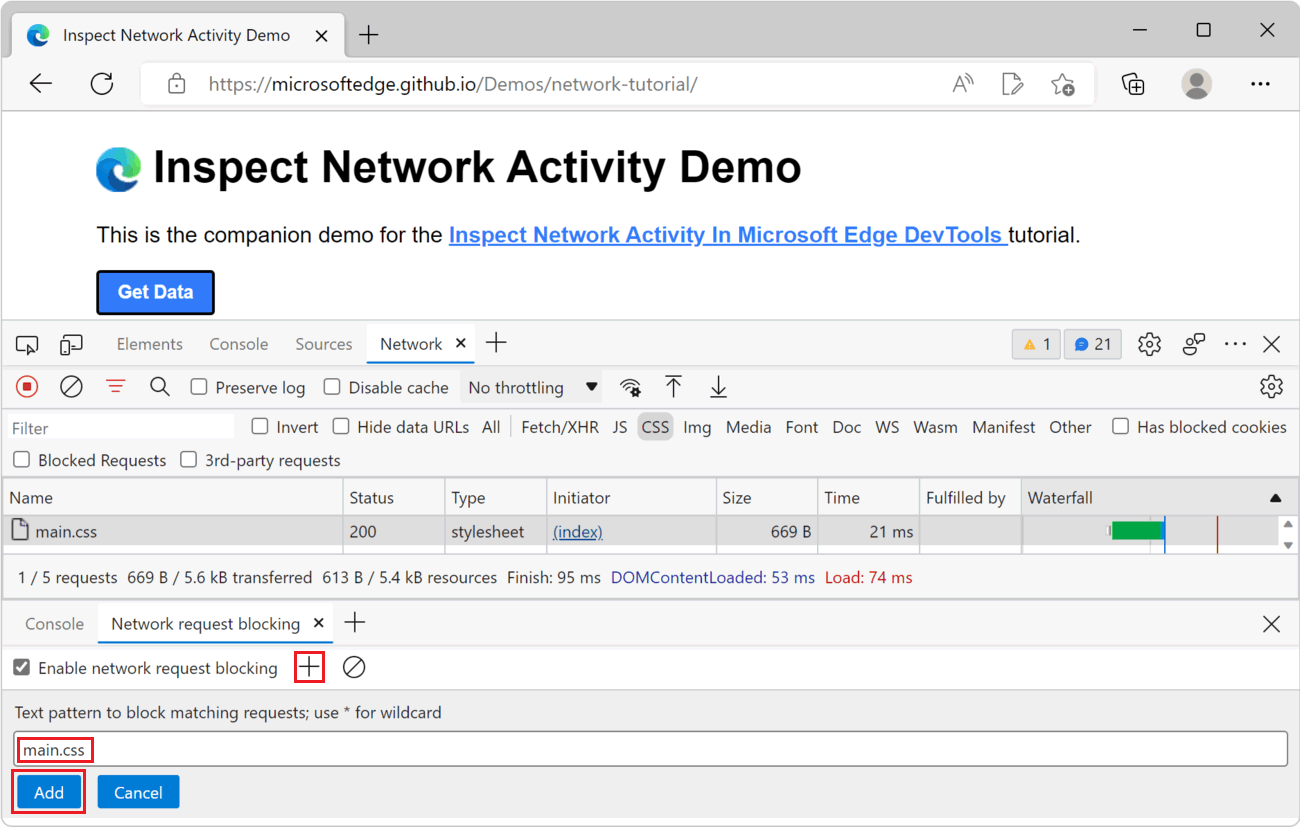 Inspect Network Activity Demo
https://microsoftedge.github.io/Demos/network-tutorial/
Inspect Network Activity Demo
This is the companion demo for the Inspect Network Activity In Microsoft Edge DevTools tutorial.
Get Data
Elements Console Sources Network 1 21
Preserve log Disable cache No throttling
Filter Invert Hide data URLs All Fetch/XHR JS CSS Img Media Font Doc WS Wasm Manifest Other Has blocked cookies
Blocked Requests 3rd-party requests
Name Status Type Initiator Size Time Fulfilled by Waterfall
main.css 200 stylesheet (index) 669 B 21 ms
1 / 5 requests 669 B / 5.6 kB transferred 613 B / 5.4 kB resources Finish: 95 ms DOMContentLoaded: 53 ms Load: 74 ms
Console Network request blocking
Enable network request blocking
Text pattern to block matching requests; use * for wildcard
main.css
Add Cancel